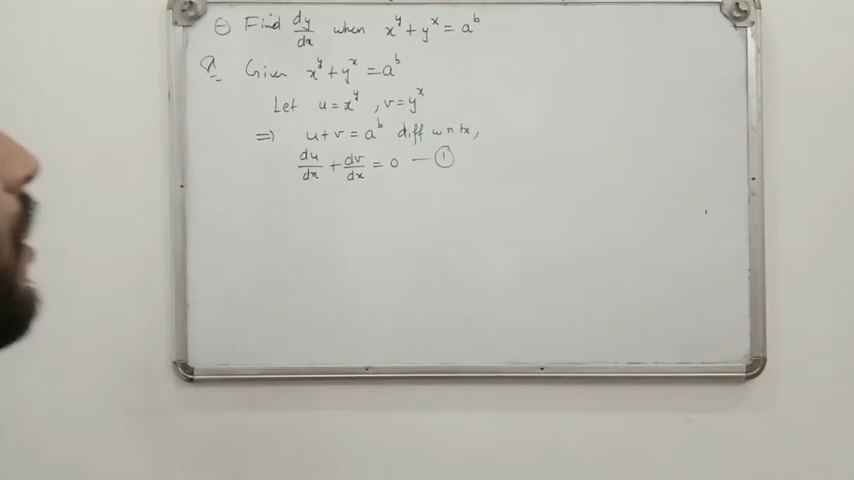 Find dy/dx when x^y + y^x = a^b
Given x^y + y^x = a^b
Let u = x^y, v = y^x
⇒ u + v = a^b diff w.r.t x,
du/dx + dv/dx = 0 — ①